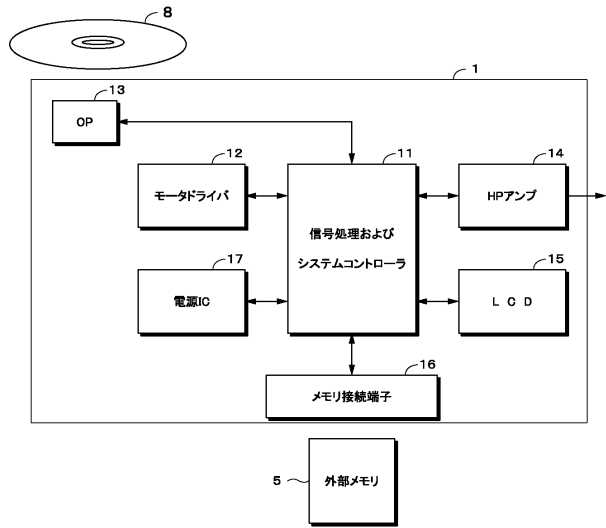 8
1
13
OP
12
モータドライバ
11
信号処理および
システムコントローラ
14
HPアンプ
17
電源IC
15
LCD
16
メモリ接続端子
5
外部メモリ